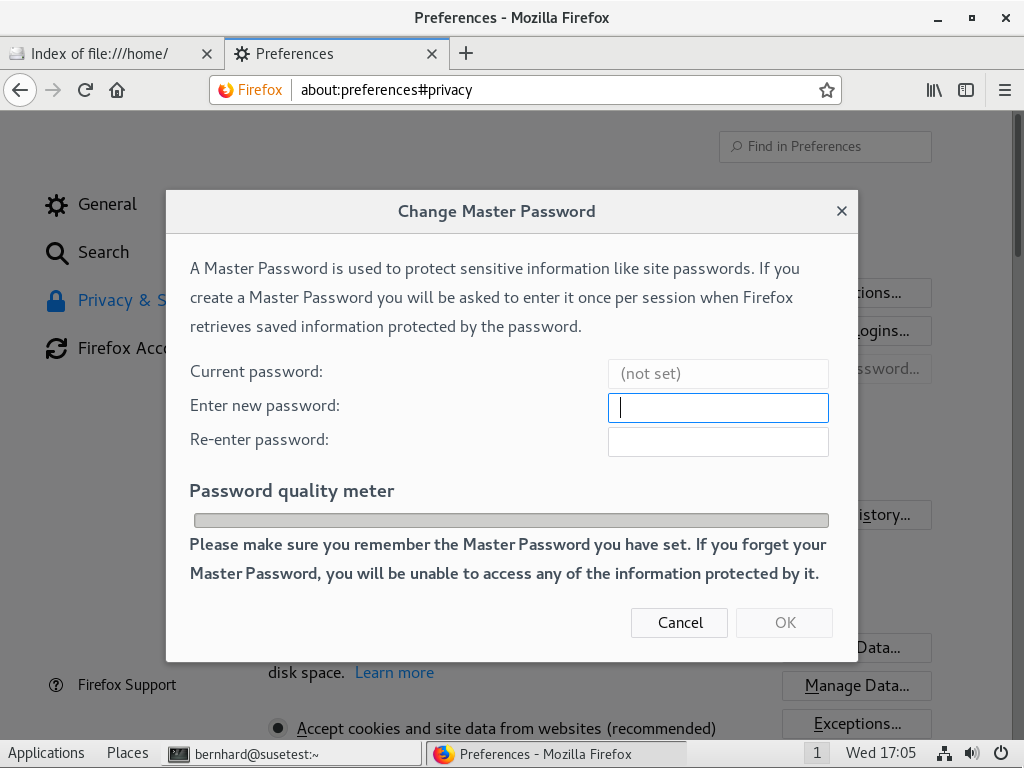 Preferences - Mozilla Firefox
Index of file:///home/
Preferences
Firefox
about:preferences#privacy
Find in Preferences
General
Search
Privacy & S
Firefox Acc
Change Master Password
A Master Password is used to protect sensitive information like site passwords. If you
create a Master Password you will be asked to enter it once per session when Firefox
retrieves saved information protected by the password.
Current password:
(not set)
Enter new password:
Re-enter password:
Password quality meter
Please make sure you remember the Master Password you have set. If you forget your
Master Password, you will be unable to access any of the information protected by it.
Cancel
OK
tions...
ogins...
ssword...
istory...
Data...
disk space. Learn more
Firefox Support
Manage Data...
Accept cookies and site data from websites (recommended)
Exceptions...
Applications
Places
bernhard@susetest:~
Preferences - Mozilla Firefox
1
Wed 17:05